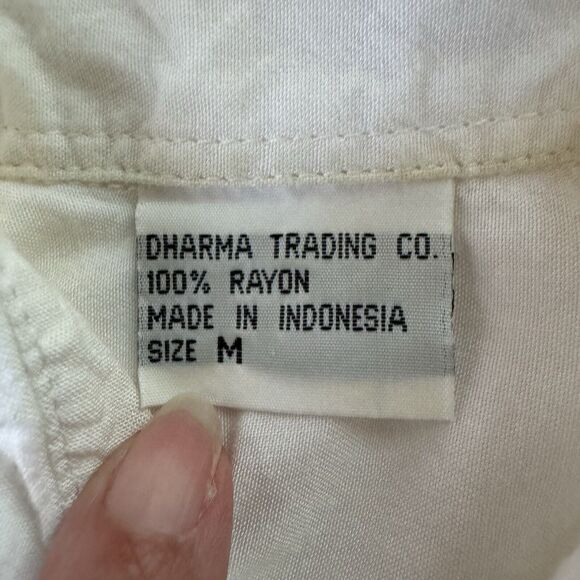 DHARMA TRADING CO.
100% RAYON
MADE IN INDONESIA
SIZE M